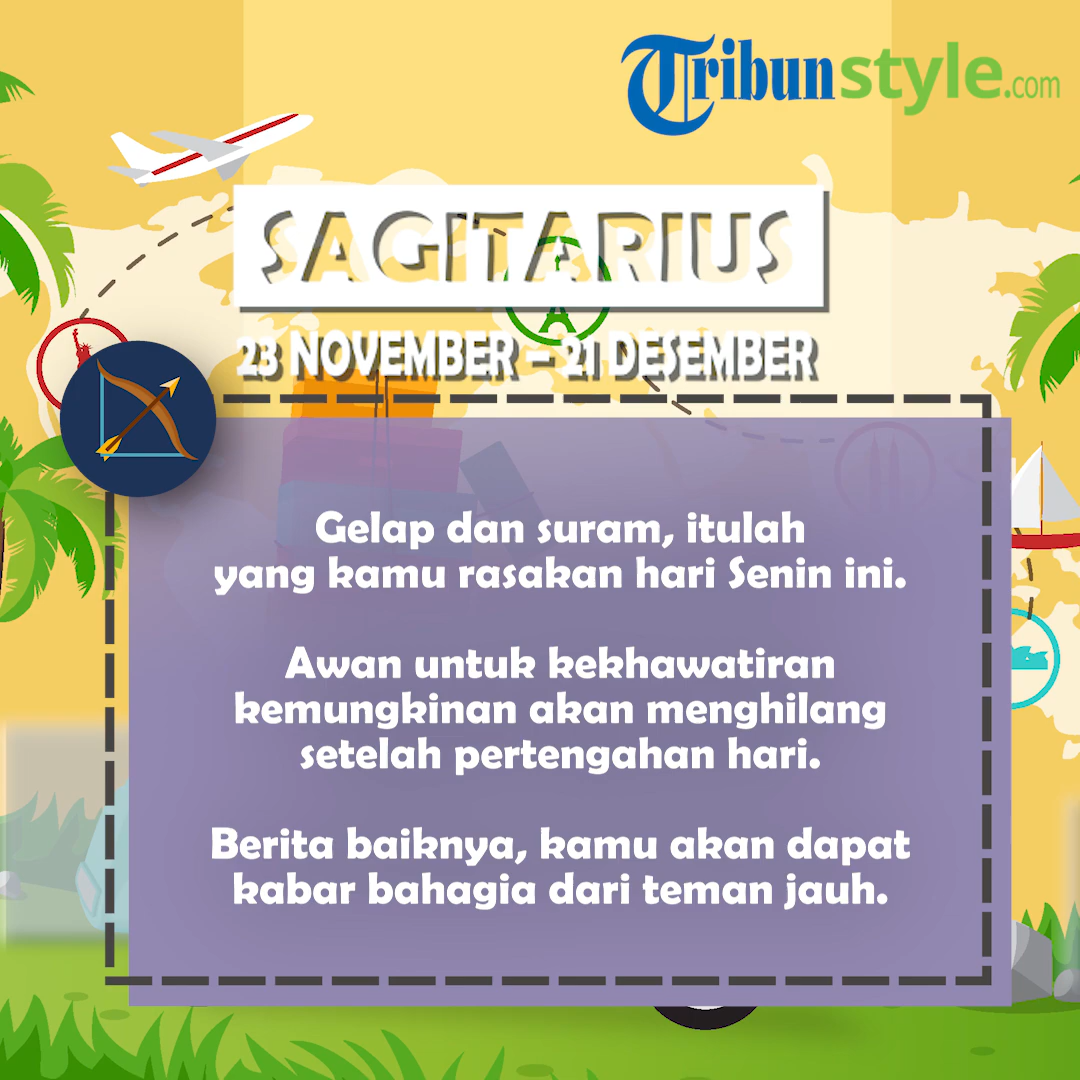 Tribunstyle.com
SAGITARIUS
23 NOVEMBER – 21 DESEMBER
Gelap dan suram, itulah
yang kamu rasakan hari Senin ini.
Awan untuk kekhawatiran
kemungkinan akan menghilang
setelah pertengahan hari.
Berita baiknya, kamu akan dapat
kabar bahagia dari teman jauh.